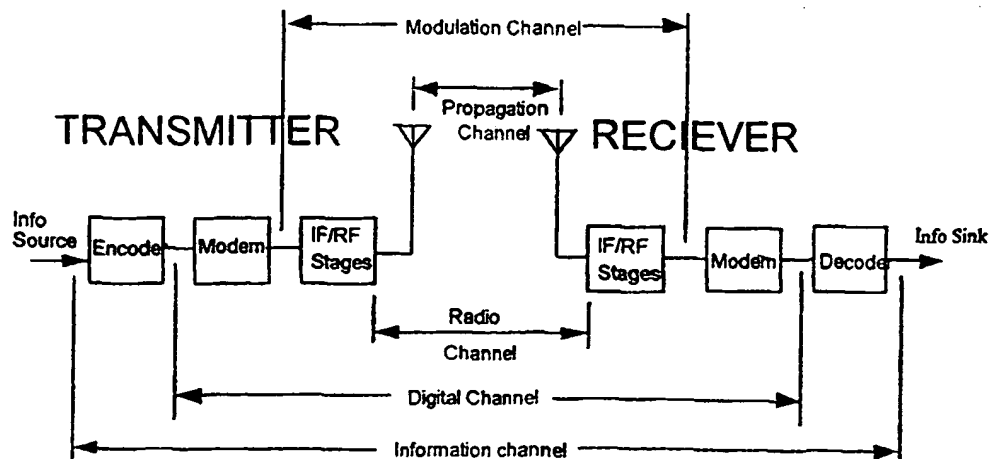 Modulation Channel
Propagation
Channel
TRANSMITTER
RECIEVER
Info
Source
Encode
Modem
IF/RF
Stages
IF/RF
Stages
Modem
Decode
Info Sink
Radio
Channel
Digital Channel
Information channel